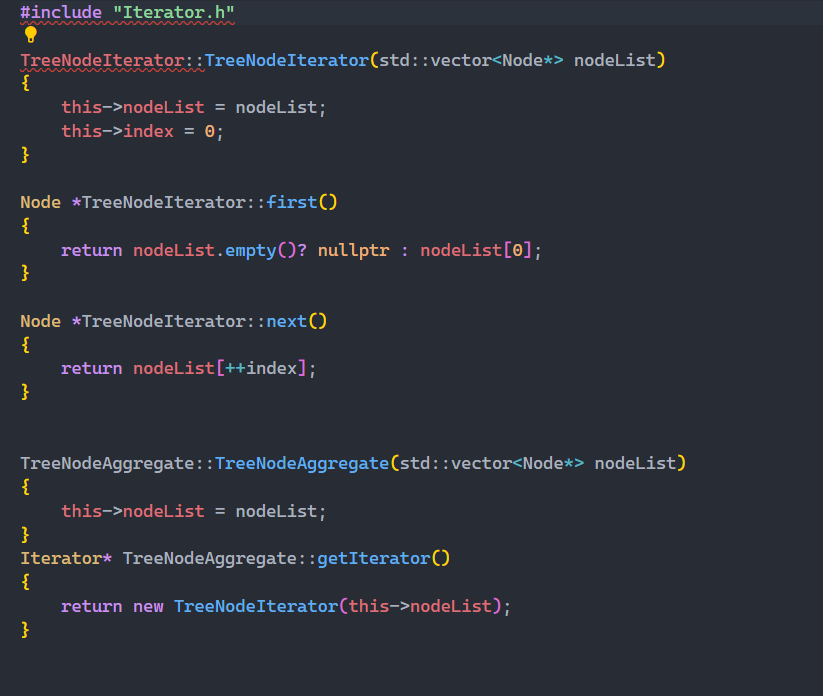 #include "Iterator.h"
TreeNodeIterator::TreeNodeIterator(std::vector<Node*> nodeList)
{
    this->nodeList = nodeList;
    this->index = 0;
}
Node *TreeNodeIterator::first()
{
    return nodeList.empty()? nullptr : nodeList[0];
}
Node *TreeNodeIterator::next()
{
    return nodeList[++index];
}
TreeNodeAggregate::TreeNodeAggregate(std::vector<Node*> nodeList)
{
    this->nodeList = nodeList;
}
Iterator* TreeNodeAggregate::getIterator()
{
    return new TreeNodeIterator(this->nodeList);
}